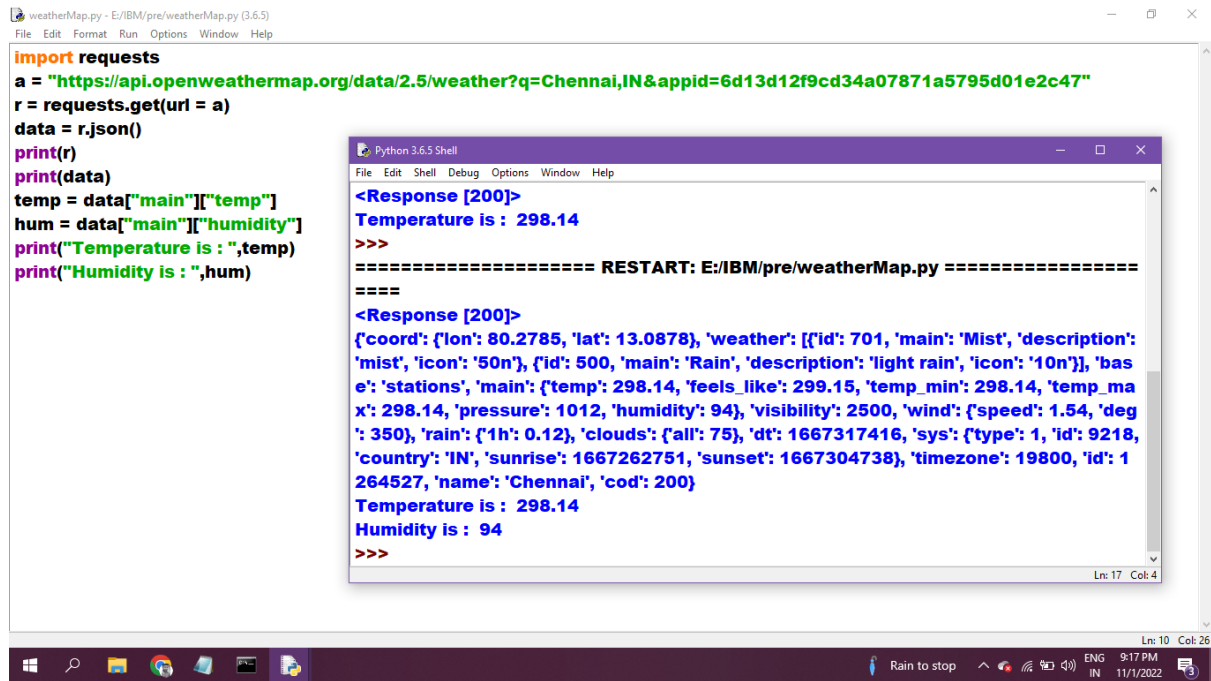 weatherMap.py - E:/IBM/pre/weatherMap.py (3.6.5)
File Edit Format Run Options Window Help
import requests
a = "https://api.openweathermap.org/data/2.5/weather?q=Chennai,IN&appid=6d13d12f9cd34a07871a5795d01e2c47"
r = requests.get(url = a)
data = r.json()
print(r)
print(data)
temp = data["main"]["temp"]
hum = data["main"]["humidity"]
print("Temperature is : ",temp)
print("Humidity is : ",hum)
Python 3.6.5 Shell
File Edit Shell Debug Options Window Help
<Response [200]>
Temperature is :  298.14
>>>
===================== RESTART: E:/IBM/pre/weatherMap.py =================
====
<Response [200]>
{'coord': {'lon': 80.2785, 'lat': 13.0878}, 'weather': [{'id': 701, 'main': 'Mist', 'description':
'mist', 'icon': '50n'}, {'id': 500, 'main': 'Rain', 'description': 'light rain', 'icon': '10n'}], 'bas
e': 'stations', 'main': {'temp': 298.14, 'feels_like': 299.15, 'temp_min': 298.14, 'temp_ma
x': 298.14, 'pressure': 1012, 'humidity': 94}, 'visibility': 2500, 'wind': {'speed': 1.54, 'deg
': 350}, 'rain': {'1h': 0.12}, 'clouds': {'all': 75}, 'dt': 1667317416, 'sys': {'type': 1, 'id': 9218,
'country': 'IN', 'sunrise': 1667262751, 'sunset': 1667304738}, 'timezone': 19800, 'id': 1
264527, 'name': 'Chennai', 'cod': 200}
Temperature is :  298.14
Humidity is :  94
>>>
Ln: 17 Col: 4
Ln: 10 Col: 26
Rain to stop
ENG
IN
9:17 PM
11/1/2022
3